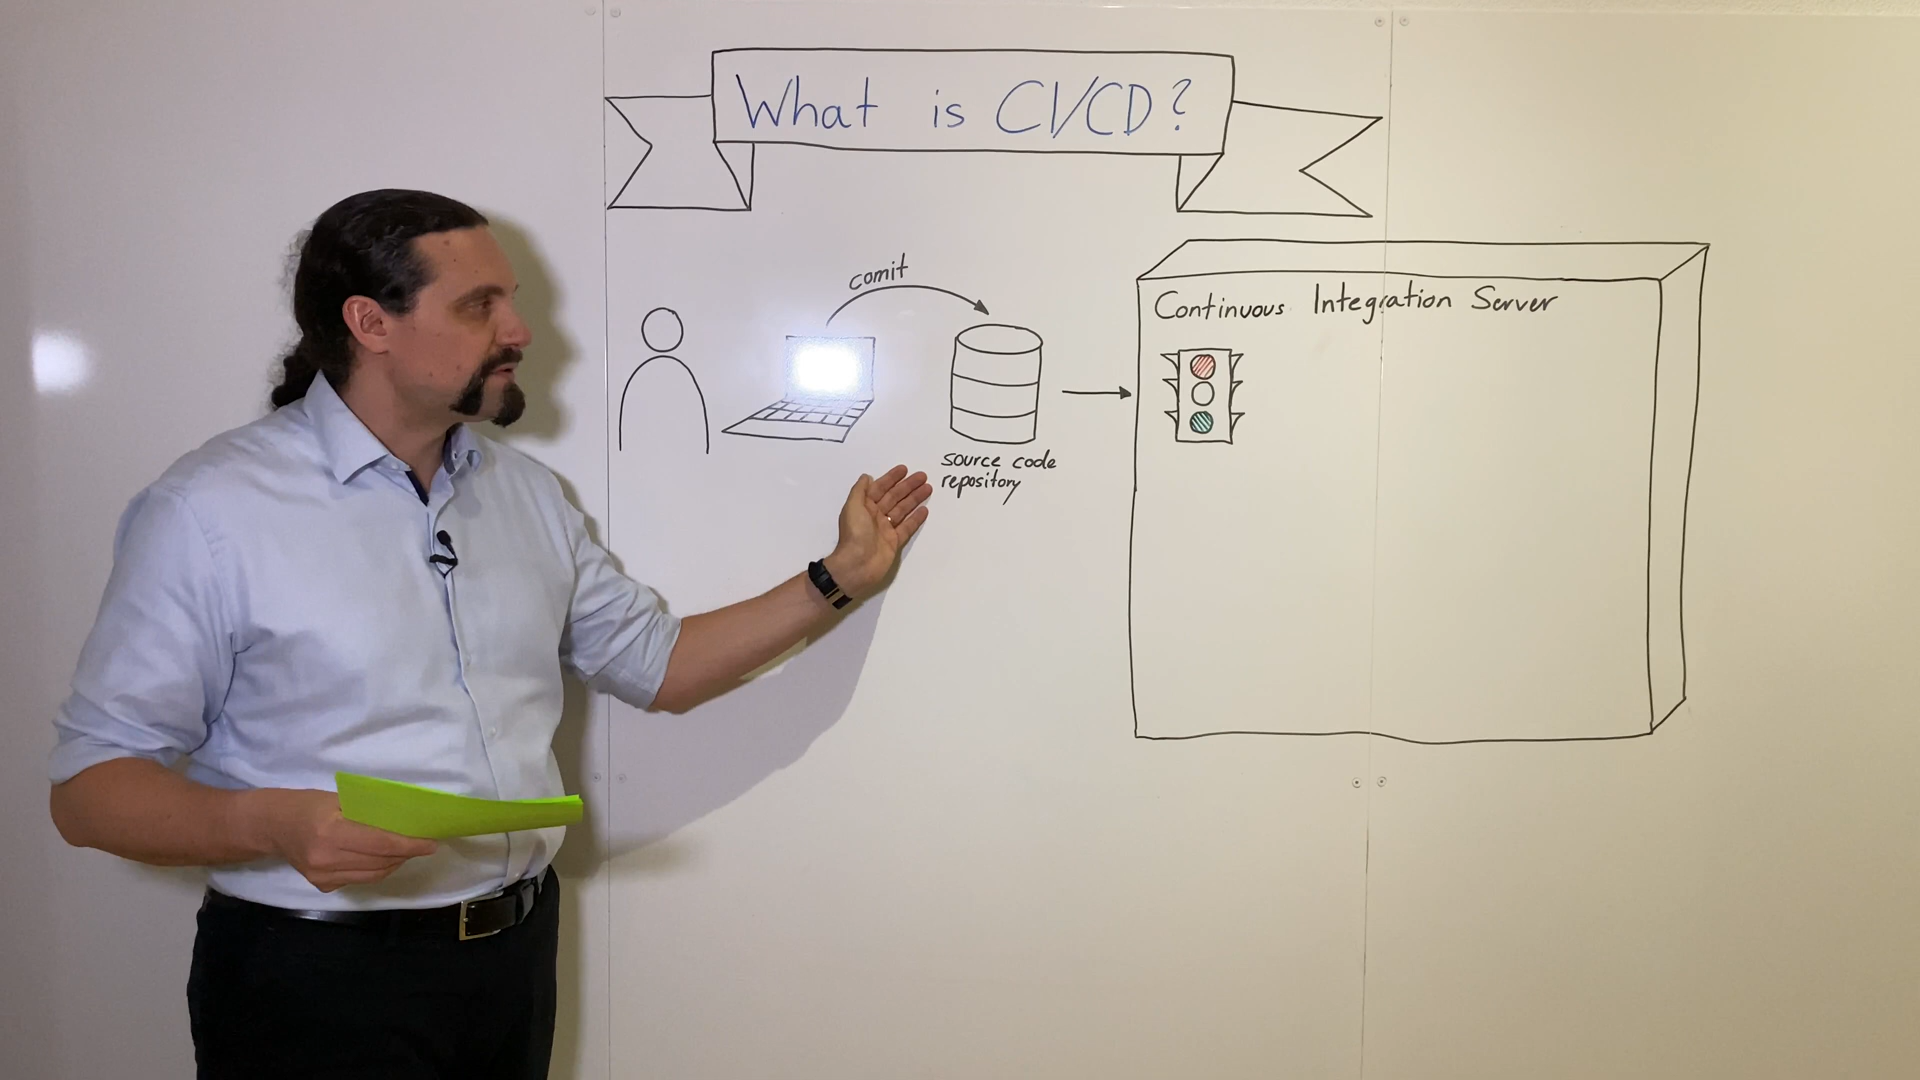 What is CI/CD?
comit
source code
repository
Continuous Integration Server